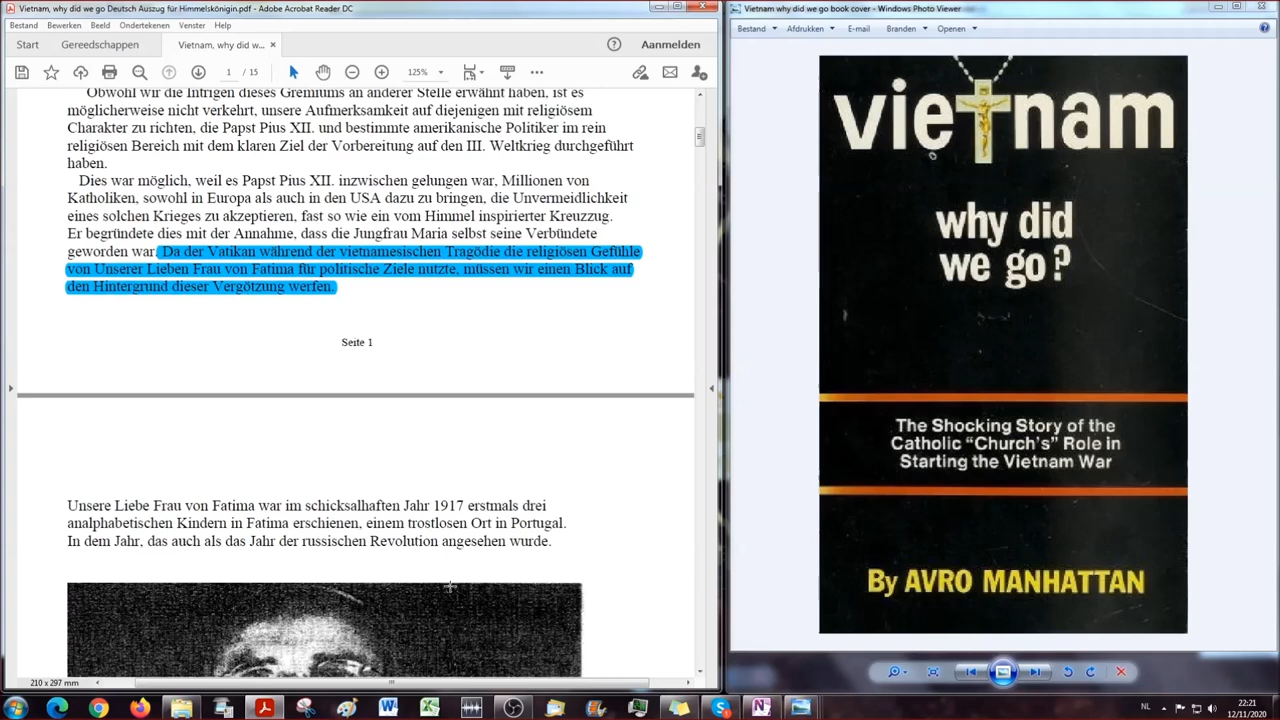 Vietnam, why did we go Deutsch Auszug für Himmelskönigin.pdf - Adobe Acrobat Reader DC
Bestand Bewerken Beeld Ondertekenen Venster Help
Start Gereedschappen Vietnam, why did w... × Aanmelden
1 / 15 125%
Obwohl wir die Intrigen dieses Gremiums an anderer Stelle erwähnt haben, ist es
möglicherweise nicht verkehrt, unsere Aufmerksamkeit auf diejenigen mit religiösem
Charakter zu richten, die Papst Pius XII. und bestimmte amerikanische Politiker im rein
religiösen Bereich mit dem klaren Ziel der Vorbereitung auf den III. Weltkrieg durchgeführt
haben.
Dies war möglich, weil es Papst Pius XII. inzwischen gelungen war, Millionen von
Katholiken, sowohl in Europa als auch in den USA dazu zu bringen, die Unvermeidlichkeit
eines solchen Krieges zu akzeptieren, fast so wie ein vom Himmel inspirierter Kreuzzug.
Er begründete dies mit der Annahme, dass die Jungfrau Maria selbst seine Verbündete
geworden war. Da der Vatikan während der vietnamesischen Tragödie die religiösen Gefühle
von Unserer Lieben Frau von Fatima für politische Ziele nutzte, müssen wir einen Blick auf
den Hintergrund dieser Vergötzung werfen.
Seite 1
Unsere Liebe Frau von Fatima war im schicksalhaften Jahr 1917 erstmals drei
analphabetischen Kindern in Fatima erschienen, einem trostlosen Ort in Portugal.
In dem Jahr, das auch als das Jahr der russischen Revolution angesehen wurde.
210 x 297 mm
Vietnam why did we go book cover - Windows Photo Viewer
Bestand Afdrukken E-mail Branden Openen
vietnam
why did
we go?
The Shocking Story of the
Catholic “Church’s” Role in
Starting the Vietnam War
By AVRO MANHATTAN
NL 22:21
12/11/2020